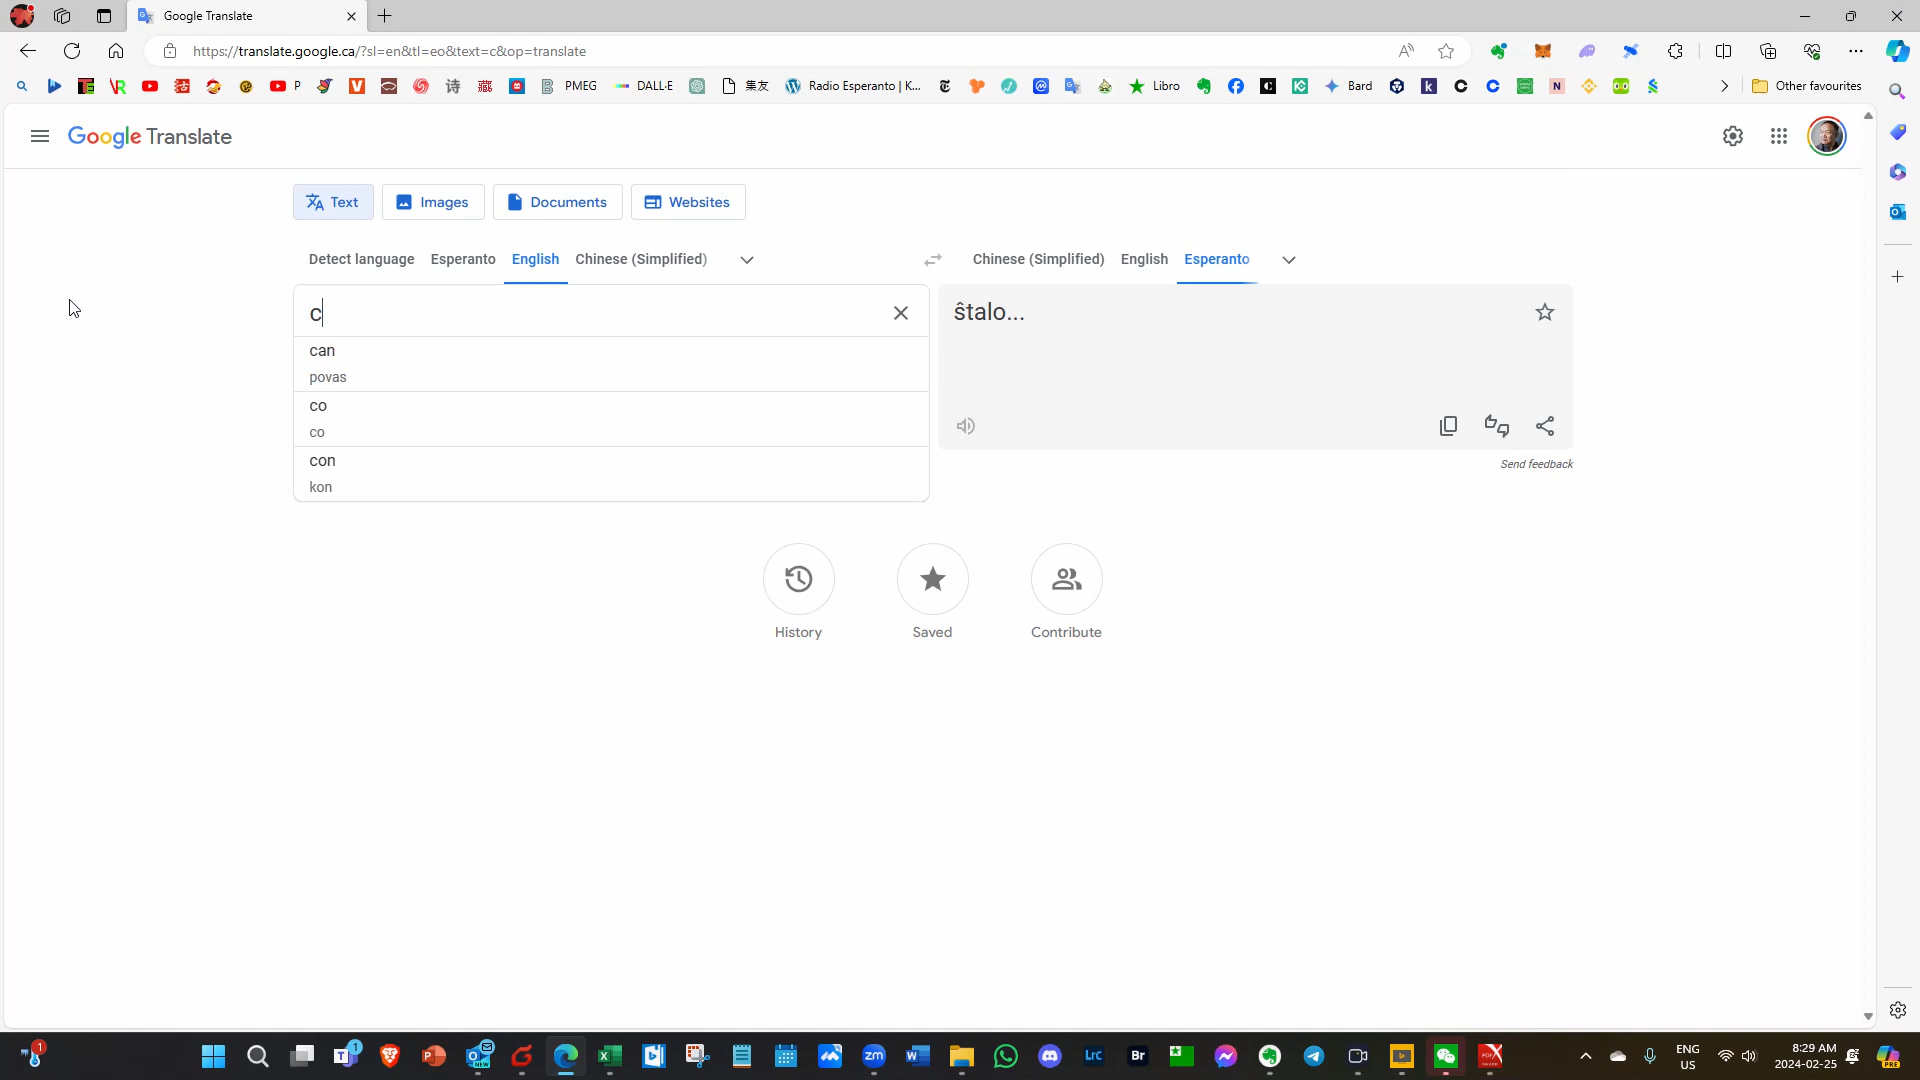 Google Translate
https://translate.google.ca/?sl=en&tl=eo&text=c&op=translate
P
PMEG
DALL·E
集友
Radio Esperanto | K...
Libro
Bard
Other favourites
Google Translate
Text
Images
Documents
Websites
Detect language
Esperanto
English
Chinese (Simplified)
Chinese (Simplified)
English
Esperanto
c
ŝtalo...
can
povas
co
co
con
kon
Send feedback
History
Saved
Contribute
ENG
US
8:29 AM
2024-02-25